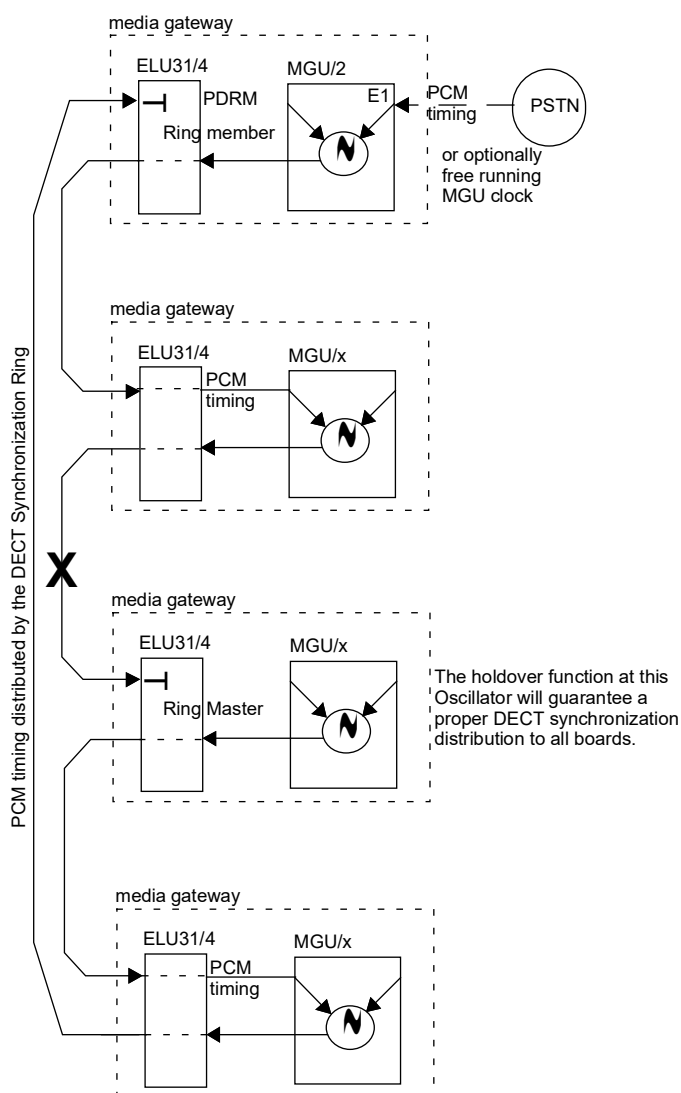 media gateway
ELU31/4
MGU/2
PDRM
E1
PCM
timing
PSTN
Ring member
or optionally
free running
MGU clock
media gateway
ELU31/4
MGU/x
PCM
timing
PCM timing distributed by the DECT Synchronization Ring
X
media gateway
ELU31/4
MGU/x
Ring Master
The holdover function at this
Oscillator will guarantee a
proper DECT synchronization
distribution to all boards.
media gateway
ELU31/4
MGU/x
PCM
timing